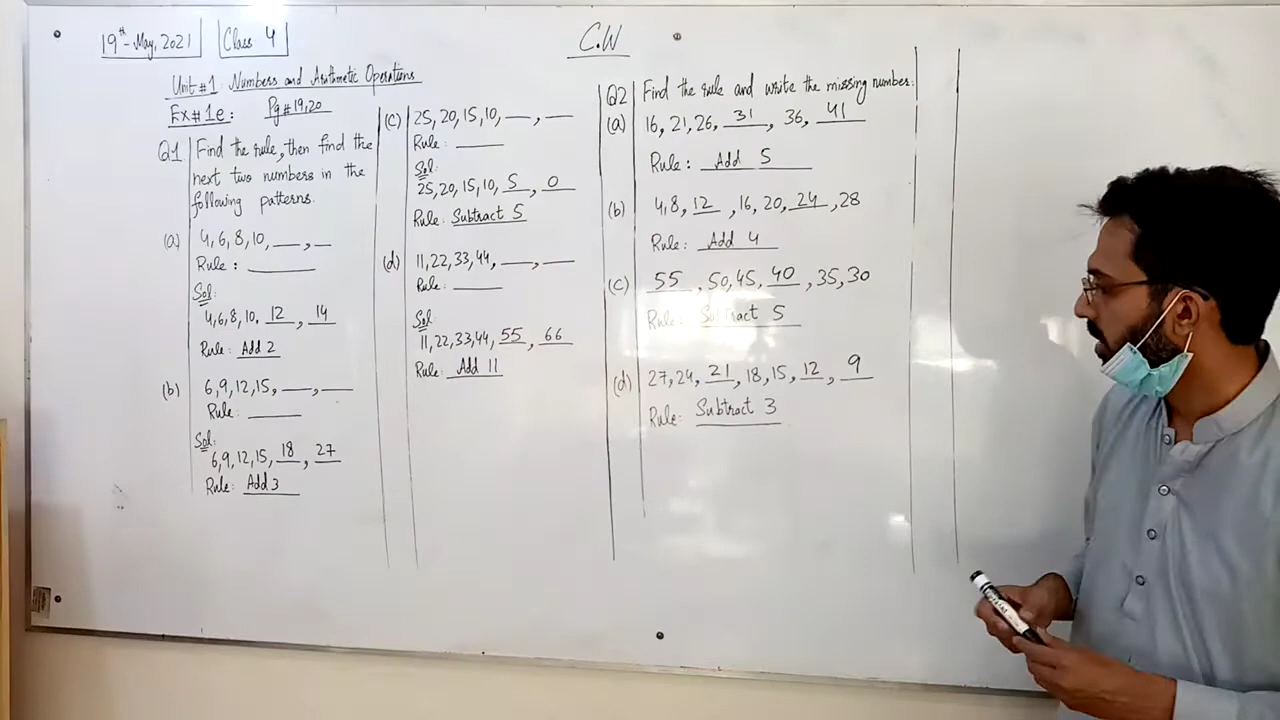 19th-May, 2021 Class 4
C.W
Unit #1 Numbers and Arithmetic Operations
Ex# 1e: Pg#19,20
Q1 Find the rule, then find the
next two numbers in the
following patterns.
(a) 4, 6, 8, 10, ___, ___
Rule: ______
Sol:
4, 6, 8, 10, 12, 14
Rule: Add 2
(b) 6, 9, 12, 15, ___, ___
Rule: ______
Sol:
6, 9, 12, 15, 18, 27
Rule: Add 3
(c) 25, 20, 15, 10, ___, ___
Rule: ______
Sol:
25, 20, 15, 10, 5, 0
Rule: Subtract 5
(d) 11, 22, 33, 44, ___, ___
Rule: ______
Sol:
11, 22, 33, 44, 55, 66
Rule: Add 11
Q2 Find the rule and write the missing number.
(a) 16, 21, 26, 31, 36, 41
Rule: Add 5
(b) 4, 8, 12, 16, 20, 24, 28
Rule: Add 4
(c) 55, 50, 45, 40, 35, 30
Rule: Subtract 5
(d) 27, 24, 21, 18, 15, 12, 9
Rule: Subtract 3